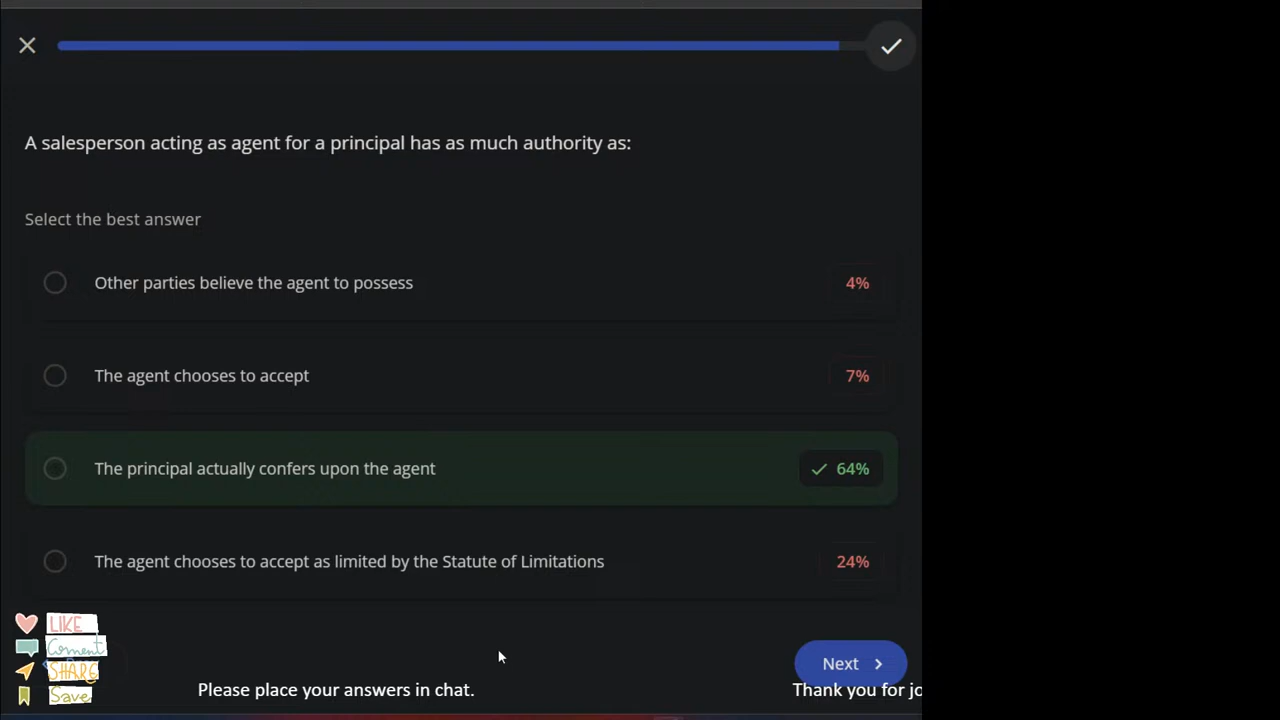 A salesperson acting as agent for a principal has as much authority as:
Select the best answer
Other parties believe the agent to possess 4%
The agent chooses to accept 7%
The principal actually confers upon the agent 64%
The agent chooses to accept as limited by the Statute of Limitations 24%
LIKE
Coment
SHARE
Save
Next
Please place your answers in chat. Thank you for jo